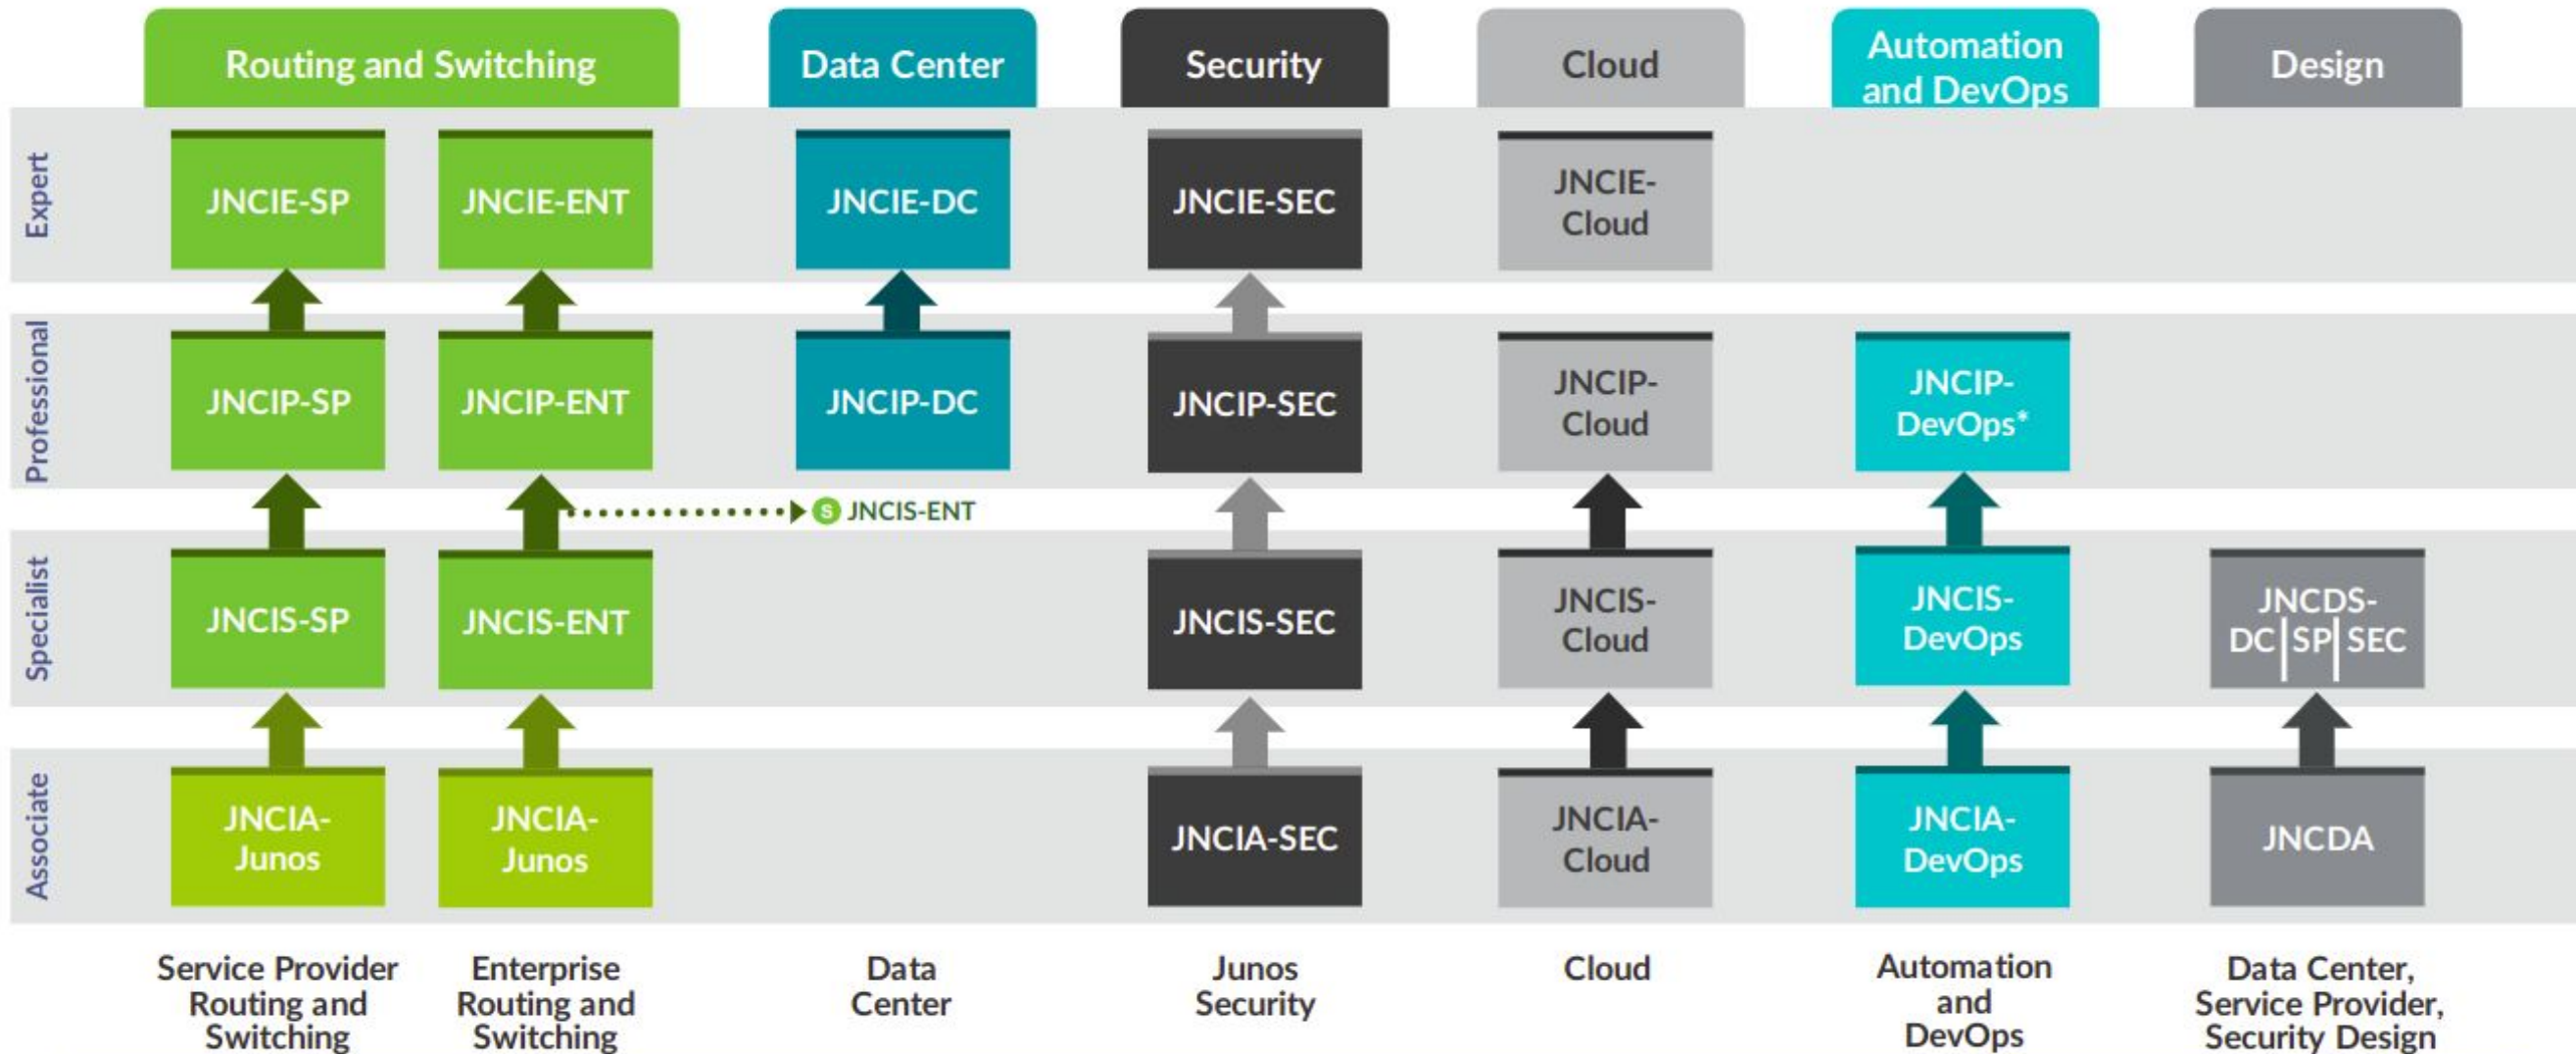 Routing and Switching
Data Center
Security
Cloud
Automation
and DevOps
Design
Expert
JNCIE-SP
JNCIE-ENT
JNCIE-DC
JNCIE-SEC
JNCIE-
Cloud
Professional
JNCIP-SP
JNCIP-ENT
JNCIP-DC
JNCIP-SEC
JNCIP-
Cloud
JNCIP-
DevOps*
S JNCIS-ENT
Specialist
JNCIS-SP
JNCIS-ENT
JNCIS-SEC
JNCIS-
Cloud
JNCIS-
DevOps
JNCDS-
DC|SP|SEC
Associate
JNCIA-
Junos
JNCIA-
Junos
JNCIA-SEC
JNCIA-
Cloud
JNCIA-
DevOps
JNCDA
Service Provider
Routing and
Switching
Enterprise
Routing and
Switching
Data
Center
Junos
Security
Cloud
Automation
and
DevOps
Data Center,
Service Provider,
Security Design